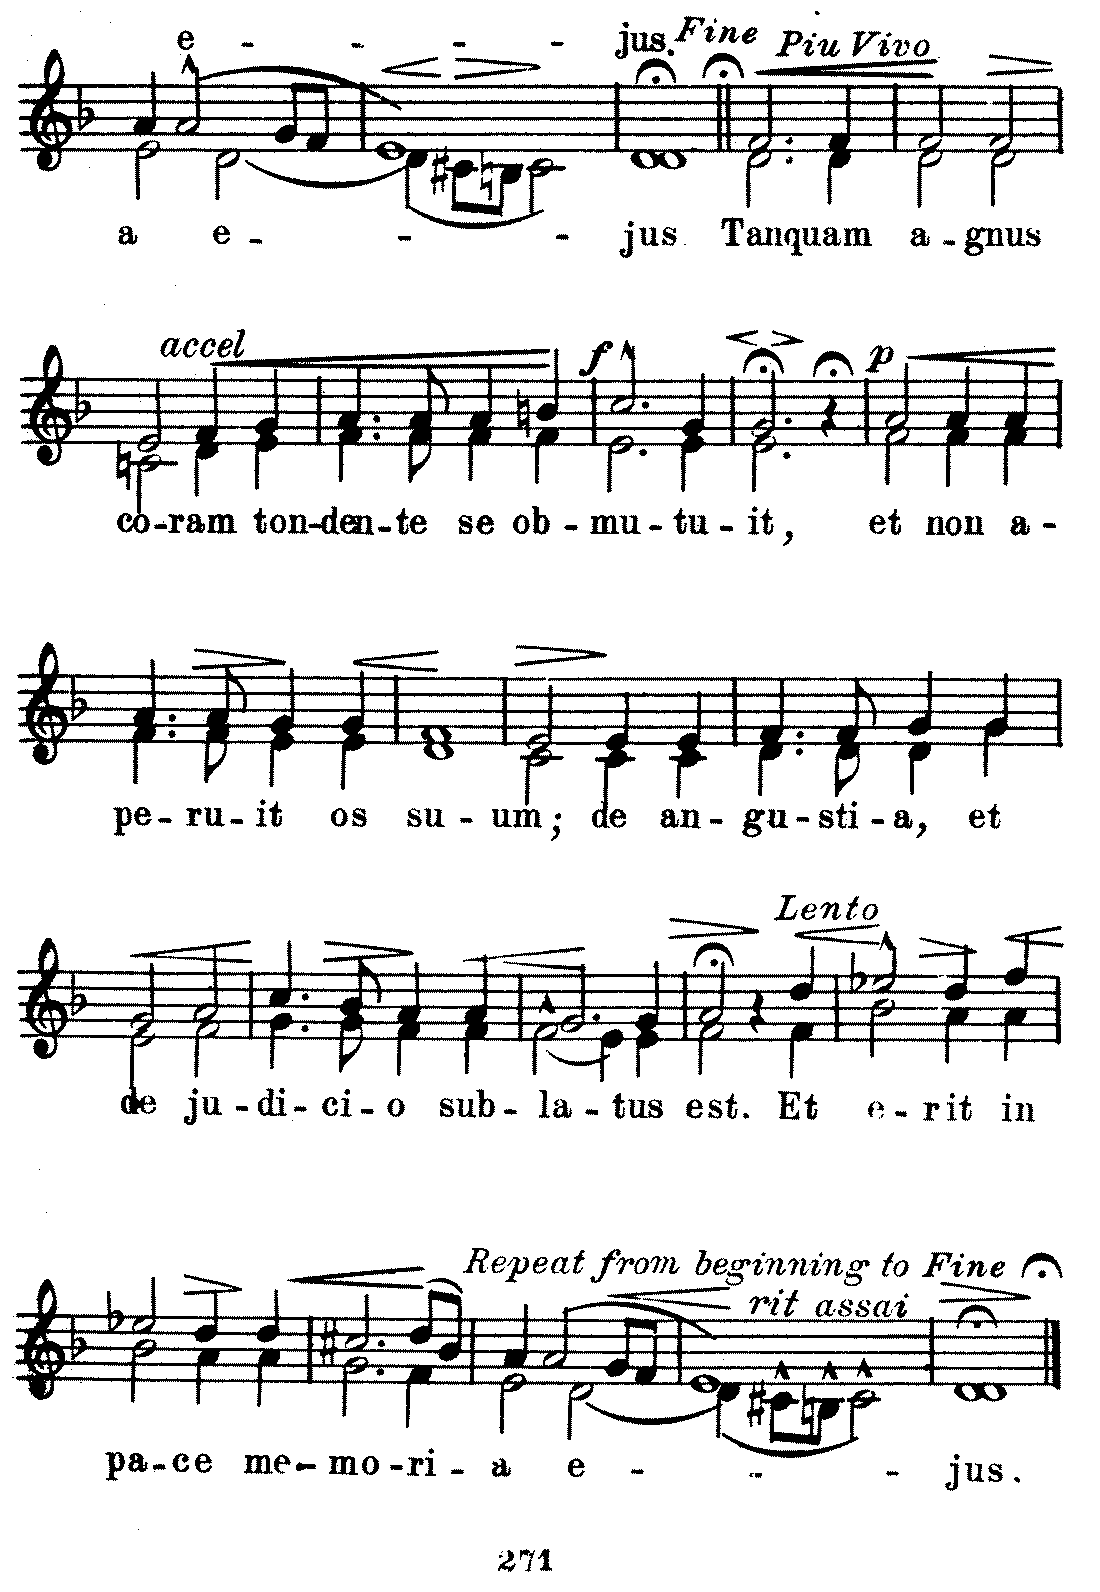 e - - - - jus. Fine Piu Vivo
a e - - - jus Tanquam a - gnus
accel f p
co-ram ton-den-te se ob - mu - tu - it, et non a -
pe - ru - it os su - um; de an - gu - sti - a, et
Lento
de ju - di - ci - o sub - la - tus est. Et e - rit in
Repeat from beginning to Fine
rit assai
pa - ce me - mo - ri - a e - - - jus.
271